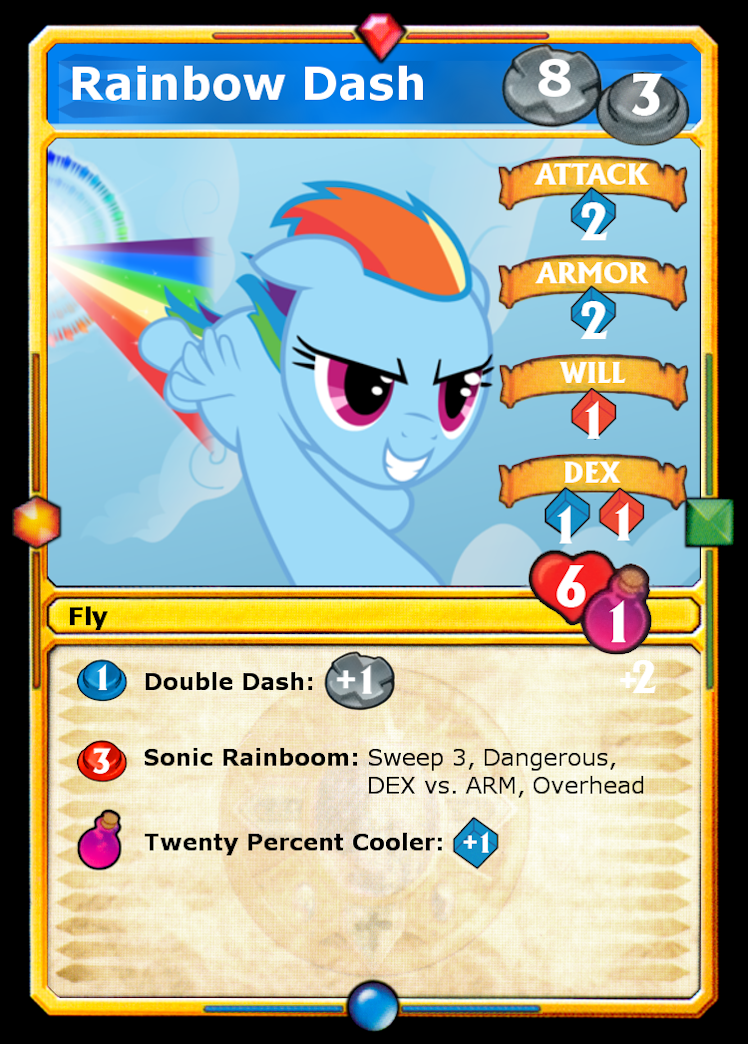 Rainbow Dash 8 3
ATTACK
2
ARMOR
2
WILL
1
DEX
1 1
6
1
Fly
1 Double Dash: +1 +2
3 Sonic Rainboom: Sweep 3, Dangerous,
DEX vs. ARM, Overhead
Twenty Percent Cooler: +1